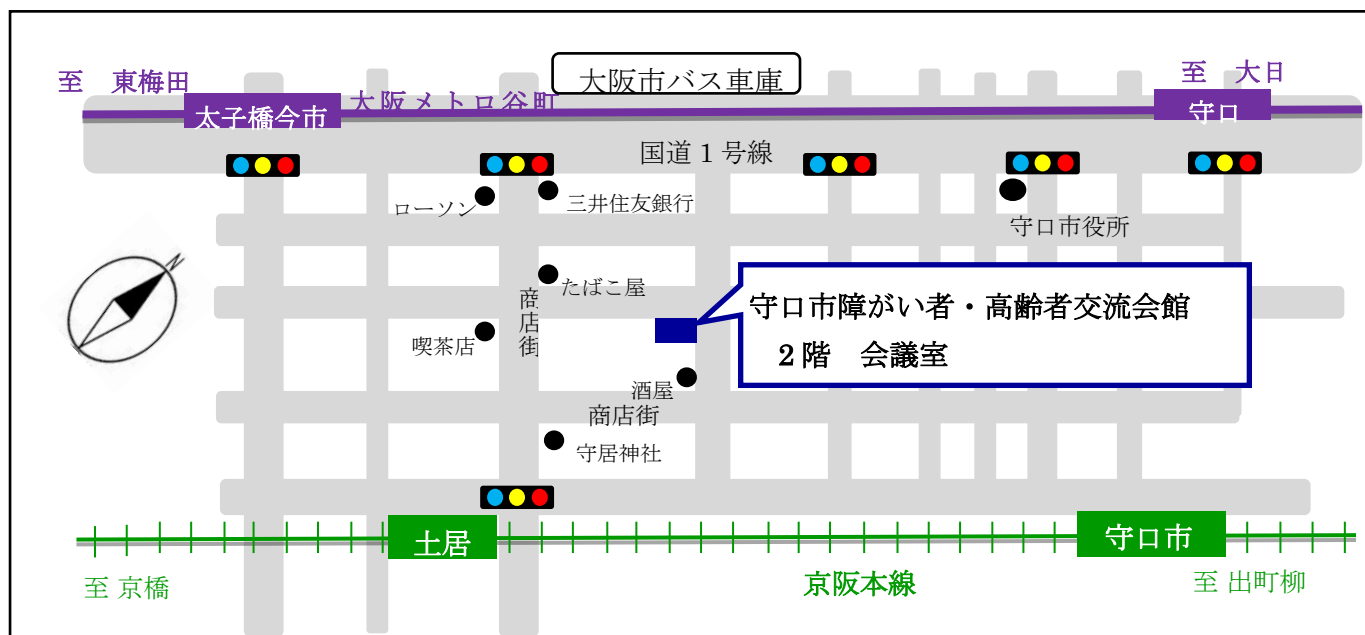 至 東梅田
大阪市バス車庫
至 大日
太子橋今市
大阪メトロ谷町
守口
国道1号線
ローソン
三井住友銀行
守口市役所
N
たばこ屋
商店街
喫茶店
守口市障がい者・高齢者交流会館
2階 会議室
酒屋
商店街
守居神社
土居
守口市
至 京橋
京阪本線
至 出町柳